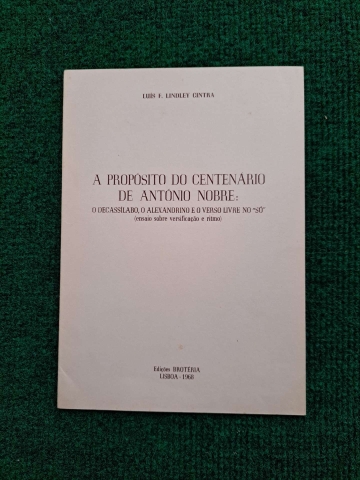 LUÍS F. LINDLEY CINTRA
A PROPÓSITO DO CENTENÁRIO
DE ANTÓNIO NOBRE:
O DECASSÍLABO, O ALEXANDRINO E O VERSO LIVRE NO "SÓ"
(ensaio sobre versificação e ritmo)
Edições BROTÉRIA
LISBOA - 1968